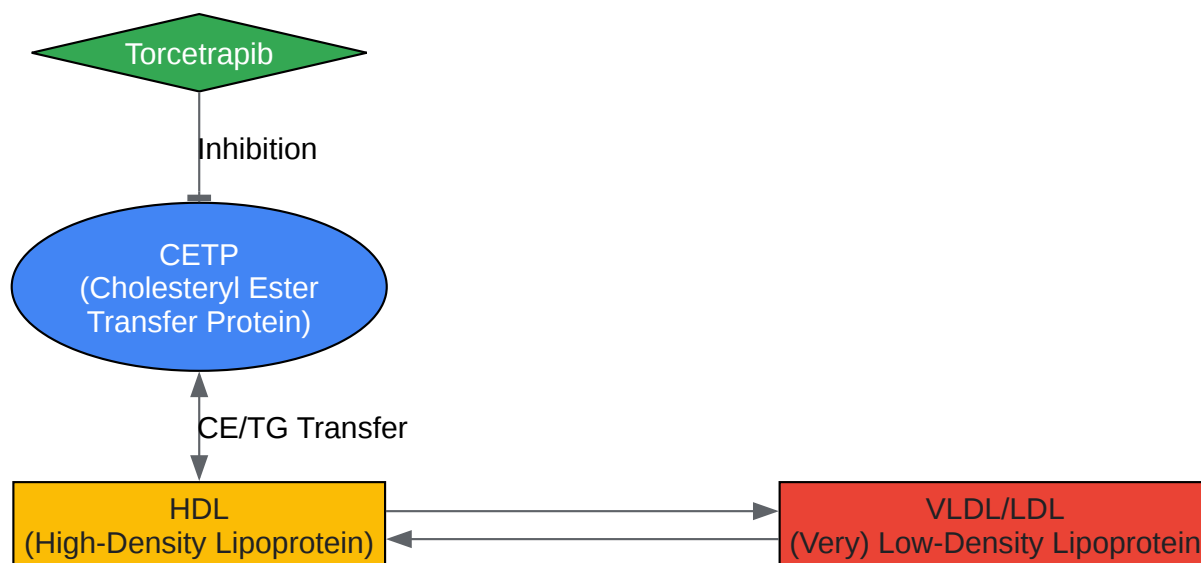 Torcetrapib
Inhibition
CETP
(Cholesteryl Ester
Transfer Protein)
CE/TG Transfer
HDL
(High-Density Lipoprotein)
VLDL/LDL
(Very) Low-Density Lipoprotein